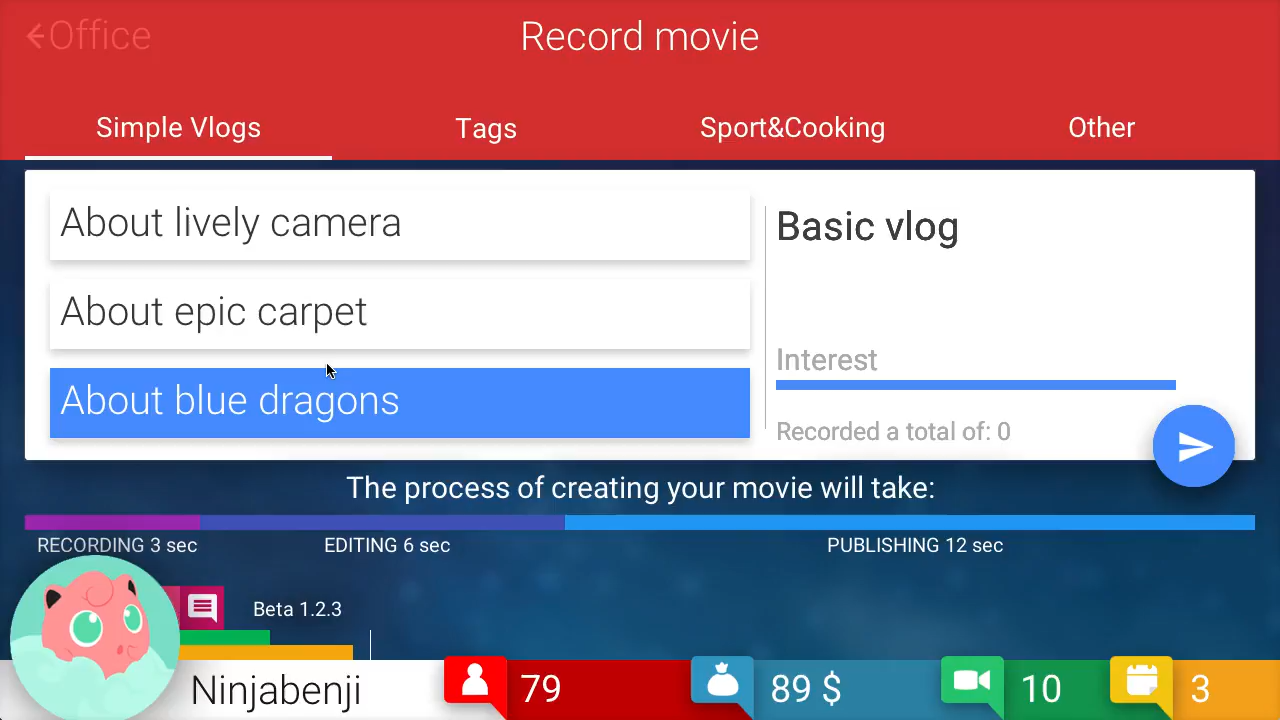 Office
Record movie
Simple Vlogs
Tags
Sport&Cooking
Other
About lively camera
About epic carpet
About blue dragons
Basic vlog
Interest
Recorded a total of: 0
The process of creating your movie will take:
RECORDING 3 sec
EDITING 6 sec
PUBLISHING 12 sec
Beta 1.2.3
Ninjabenji
79
89 $
10
3